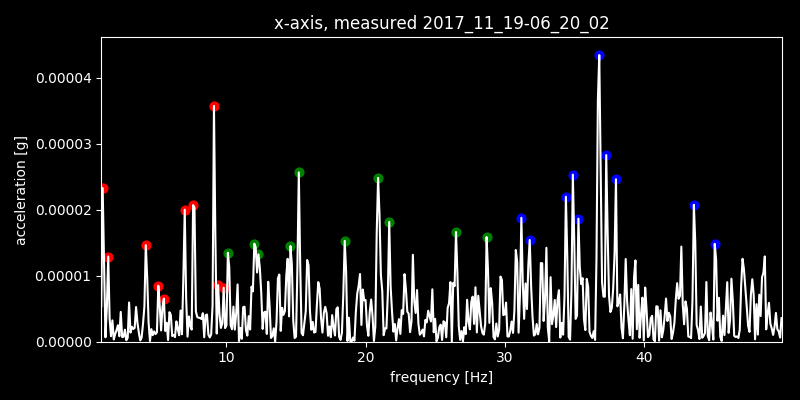 x-axis, measured 2017_11_19-06_20_02
0.00004
0.00003
0.00002
0.00001
0.00000
acceleration [g]
10 20 30 40
frequency [Hz]